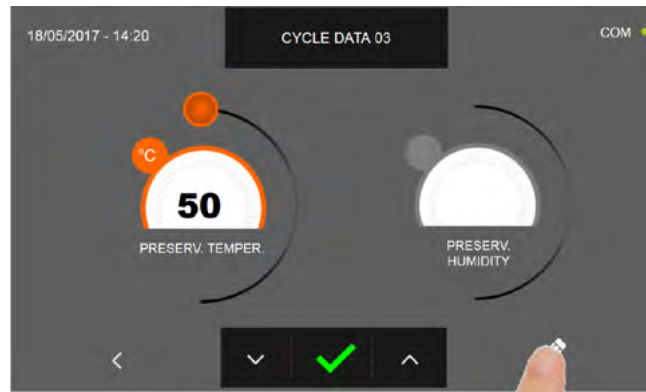 18/05/2017 - 14:20
CYCLE DATA 03
COM
°C
50
PRESERV. TEMPER.
PRESERV.
HUMIDITY